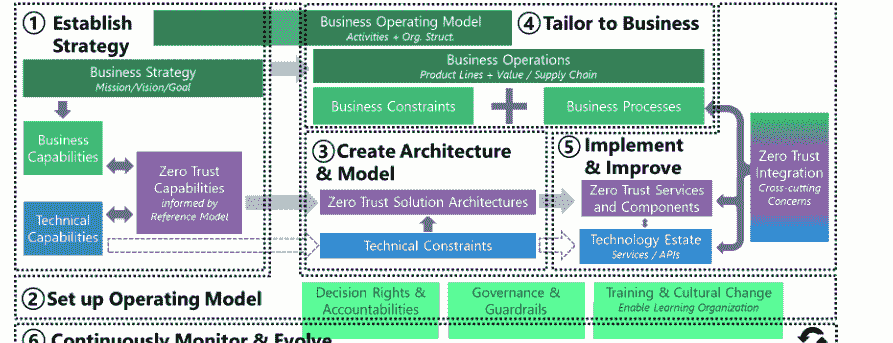 ① Establish
Strategy
Business Operating Model
Activities + Org. Struct.
④ Tailor to Business
Business Strategy
Mission/Vision/Goal
Business Operations
Product Lines + Value / Supply Chain
Business Constraints
Business Processes
Business
Capabilities
Zero Trust
Capabilities
informed by
Reference Model
Technical
Capabilities
③ Create Architecture
& Model
Zero Trust Solution Architectures
Technical Constraints
⑤ Implement
& Improve
Zero Trust Services
and Components
Technology Estate
Services / APIs
Zero Trust
Integration
Cross-cutting
Concerns
② Set up Operating Model
Decision Rights &
Accountabilities
Governance &
Guardrails
Training & Cultural Change
Enable Learning Organization
⑥ Continuously Monitor & Evolve